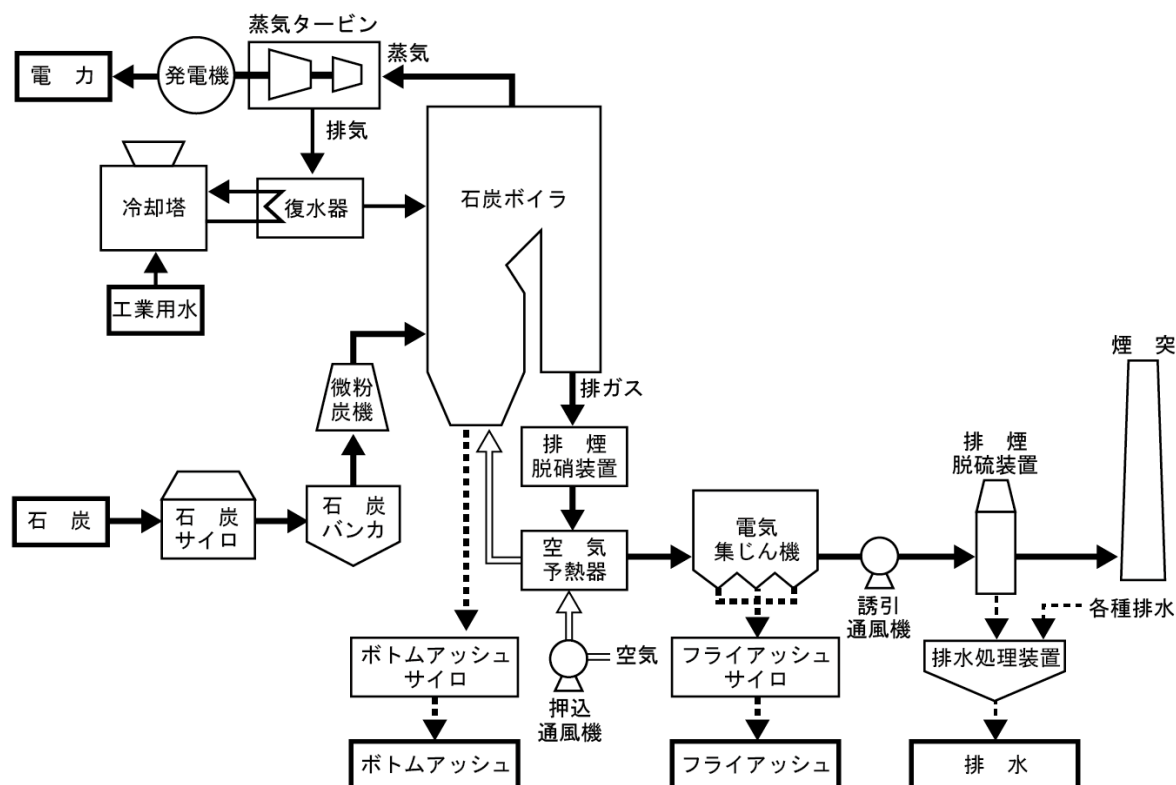 蒸気タービン
蒸気
電 力
発電機
排気
冷却塔
復水器
石炭ボイラ
工業用水
煙 突
微粉
炭機
排ガス
排 煙
脱硝装置
排 煙
脱硫装置
石 炭
石 炭
サイロ
石 炭
バンカ
空 気
予熱器
電気
集じん機
誘引
通風機
各種排水
ボトムアッシュ
サイロ
空気
押込
通風機
フライアッシュ
サイロ
排水処理装置
ボトムアッシュ
フライアッシュ
排 水